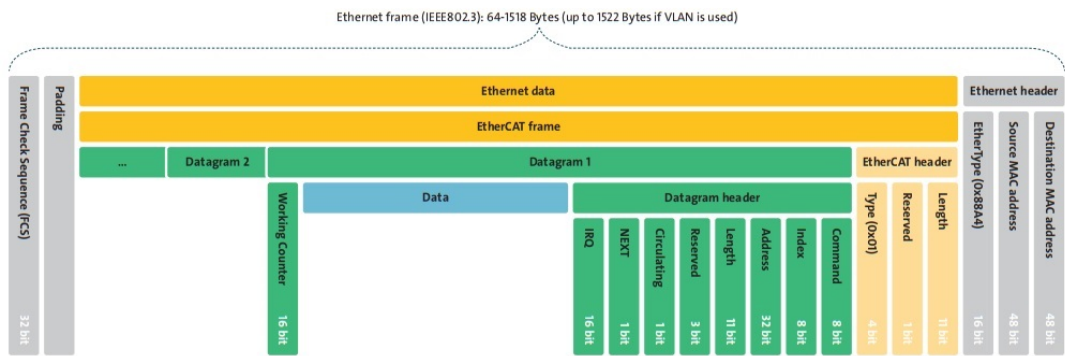 Ethernet frame (IEEE802.3): 64-1518 Bytes (up to 1522 Bytes if VLAN is used)
Frame Check Sequence (FCS)
32 bit
Padding
Ethernet data
Ethernet header
EtherCAT frame
...
Datagram 2
Datagram 1
EtherCAT header
Working Counter
16 bit
Data
Datagram header
IRQ
16 bit
NEXT
1 bit
Circulating
1 bit
Reserved
3 bit
Length
11 bit
Address
32 bit
Index
8 bit
Command
8 bit
Type (0x01)
4 bit
Reserved
1 bit
Length
11 bit
EtherType (0x88A4)
16 bit
Source MAC address
48 bit
Destination MAC address
48 bit